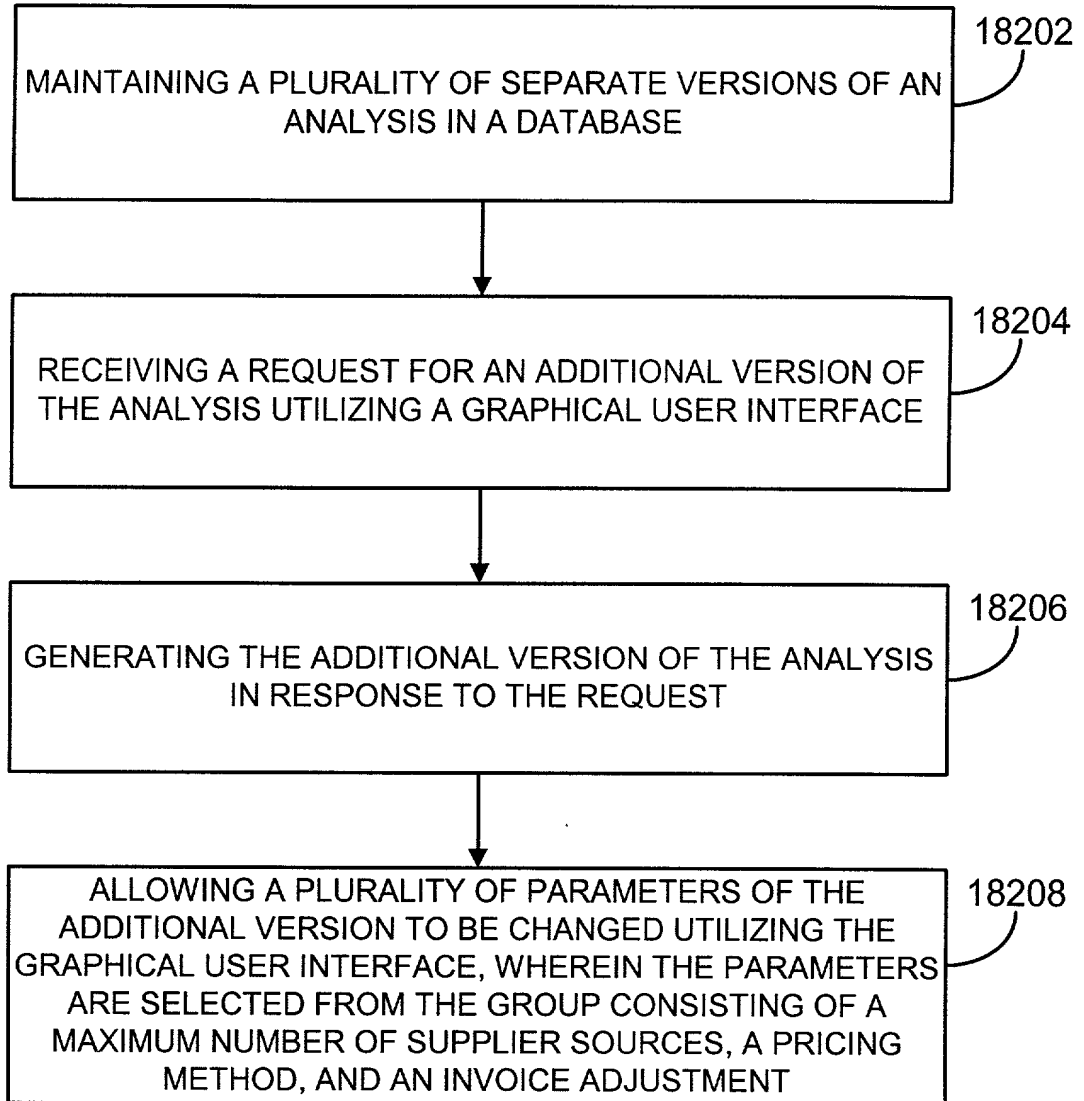 18202
MAINTAINING A PLURALITY OF SEPARATE VERSIONS OF AN
ANALYSIS IN A DATABASE
18204
RECEIVING A REQUEST FOR AN ADDITIONAL VERSION OF
THE ANALYSIS UTILIZING A GRAPHICAL USER INTERFACE
18206
GENERATING THE ADDITIONAL VERSION OF THE ANALYSIS
IN RESPONSE TO THE REQUEST
18208
ALLOWING A PLURALITY OF PARAMETERS OF THE
ADDITIONAL VERSION TO BE CHANGED UTILIZING THE
GRAPHICAL USER INTERFACE, WHEREIN THE PARAMETERS
ARE SELECTED FROM THE GROUP CONSISTING OF A
MAXIMUM NUMBER OF SUPPLIER SOURCES, A PRICING
METHOD, AND AN INVOICE ADJUSTMENT